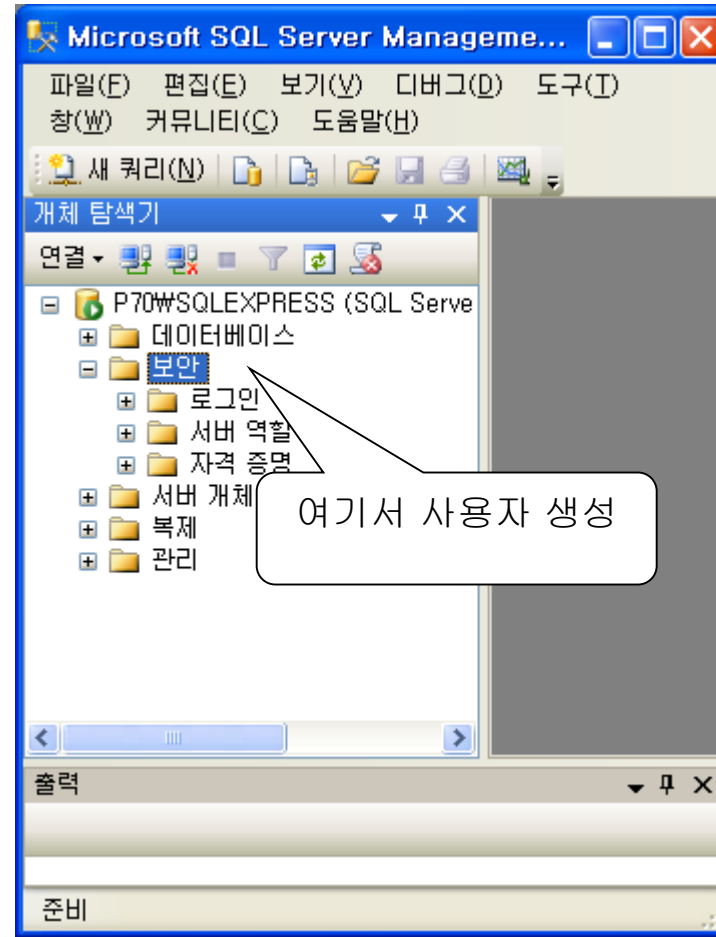 Microsoft SQL Server Manageme...
파일(F) 편집(E) 보기(V) 디버그(D) 도구(T)
창(W) 커뮤니티(C) 도움말(H)
새 쿼리(N)
개체 탐색기
연결
P70₩SQLEXPRESS (SQL Serve
데이터베이스
보안
로그인
서버 역할
자격 증명
서버 개체
복제
관리
여기서 사용자 생성
출력
준비